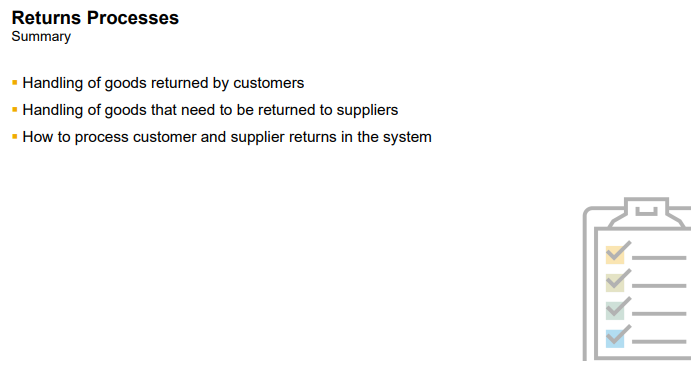 Returns Processes
Summary
Handling of goods returned by customers
Handling of goods that need to be returned to suppliers
How to process customer and supplier returns in the system